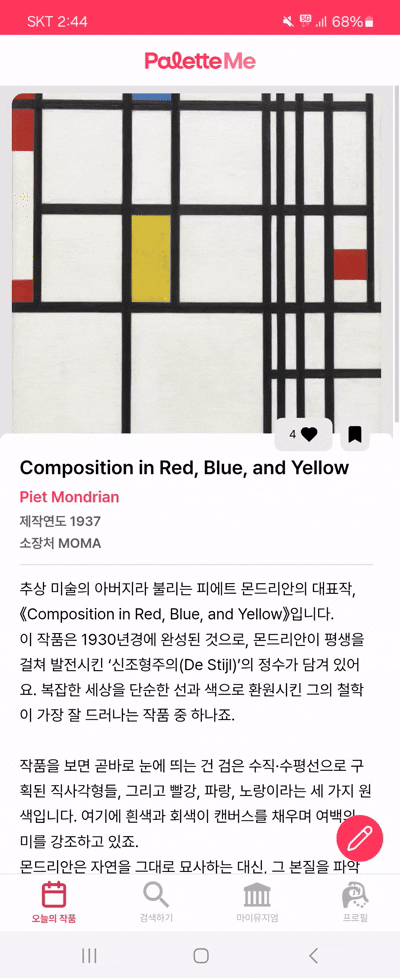 SKT 2:44
5G
68%
PaletteMe
4
Composition in Red, Blue, and Yellow
Piet Mondrian
제작연도 1937
소장처 MOMA
추상 미술의 아버지라 불리는 피에트 몬드리안의 대표작,
《Composition in Red, Blue, and Yellow》입니다.
이 작품은 1930년경에 완성된 것으로, 몬드리안이 평생을
걸쳐 발전시킨 ‘신조형주의(De Stijl)’의 정수가 담겨 있어
요. 복잡한 세상을 단순한 선과 색으로 환원시킨 그의 철학
이 가장 잘 드러나는 작품 중 하나죠.
작품을 보면 곧바로 눈에 띄는 건 검은 수직·수평선으로 구
획된 직사각형들, 그리고 빨강, 파랑, 노랑이라는 세 가지 원
색입니다. 여기에 흰색과 회색이 캔버스를 채우며 여백의
미를 강조하고 있죠.
몬드리안은 자연을 그대로 묘사하는 대신, 그 본질을 파악
오늘의 작품
검색하기
마이뮤지엄
프로필